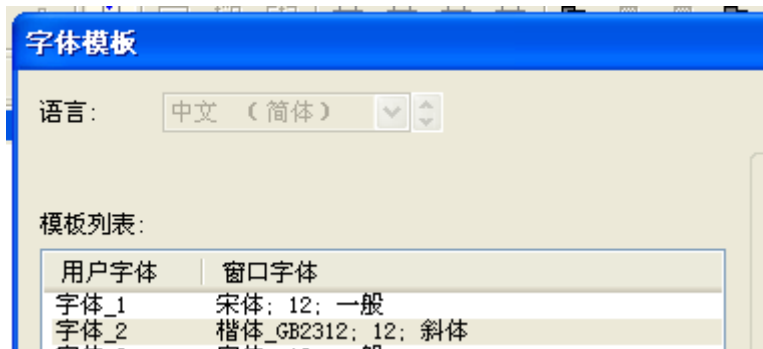 字体模板
语言: 中文 （简体）
模板列表:
用户字体 窗口字体
字体_1 宋体; 12; 一般
字体_2 楷体_GB2312; 12; 斜体